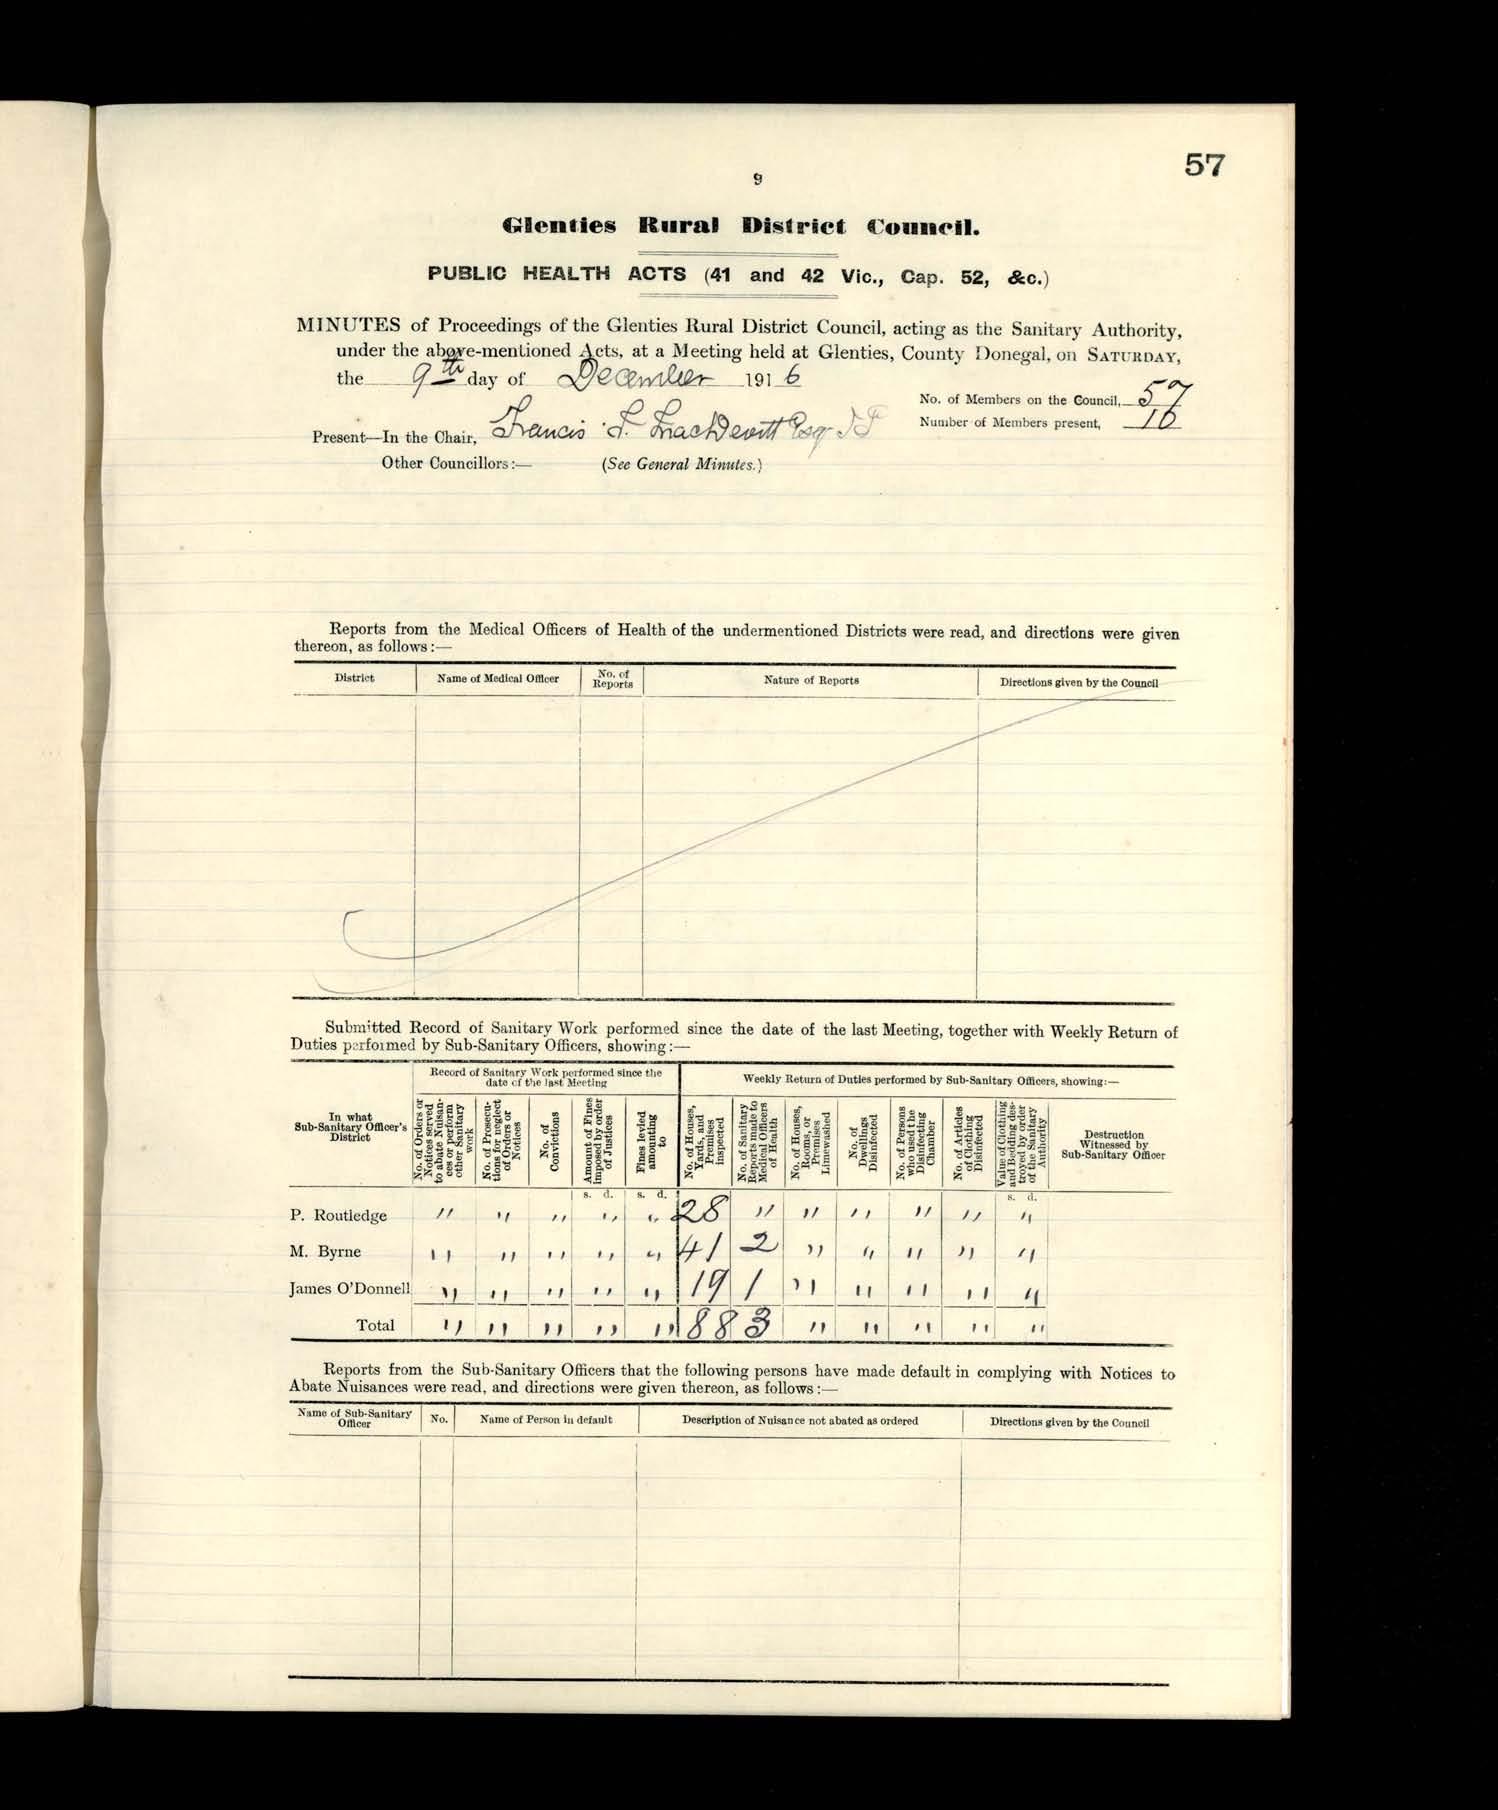 57
9
Glenties Rural District Council.
PUBLIC HEALTH ACTS (41 and 42 Vic., Cap. 52, &c.)
MINUTES of Proceedings of the Glenties Rural District Council, acting as the Sanitary Authority,
under the above-mentioned Acts, at a Meeting held at Glenties, County Donegal, on SATURDAY,
the 9th day of December 1916
No. of Members on the Council, 57
Number of Members present, 10
Present—In the Chair, Francis F. MacDevitt Esq
Other Councillors:— (See General Minutes.)
Reports from the Medical Officers of Health of the undermentioned Districts were read, and directions were given
thereon, as follows:—
District Name of Medical Officer No. of Reports Nature of Reports Directions given by the Council
Submitted Record of Sanitary Work performed since the date of the last Meeting, together with Weekly Return of
Duties performed by Sub-Sanitary Officers, showing:—
Record of Sanitary Work performed since the date of the last Meeting
Weekly Return of Duties performed by Sub-Sanitary Officers, showing:—
In what Sub-Sanitary Officer's District
No. of Orders or Notices served to abate Nuisances or perform other Sanitary work
No. of Prosecutions for neglect of Orders or Notices
No. of Convictions
Amount of Fines imposed by order of Justices
Fines levied amounting to
No. of Houses, Yards, and Premises inspected
No. of Sanitary Reports made to Medical Officers of Health
No. of Houses, Rooms, or Premises Limewashed
No. of Dwellings Disinfected
No. of Persons who used the Disinfecting Chamber
No. of Articles of Clothing Disinfected
Value of Clothing and Bedding destroyed by order of the Sanitary Authority
Destruction Witnessed by Sub-Sanitary Officer
s. d. s. d. s. d.
P. Routledge " " " " " 28 " " " " " "
M. Byrne " " " " " 41 2 " " " " "
James O'Donnell " " " " " 19 1 " " " " "
Total " " " " " 88 3 " " " " "
Reports from the Sub-Sanitary Officers that the following persons have made default in complying with Notices to
Abate Nuisances were read, and directions were given thereon, as follows:—
Name of Sub-Sanitary Officer No. Name of Person in default Description of Nuisance not abated as ordered Directions given by the Council